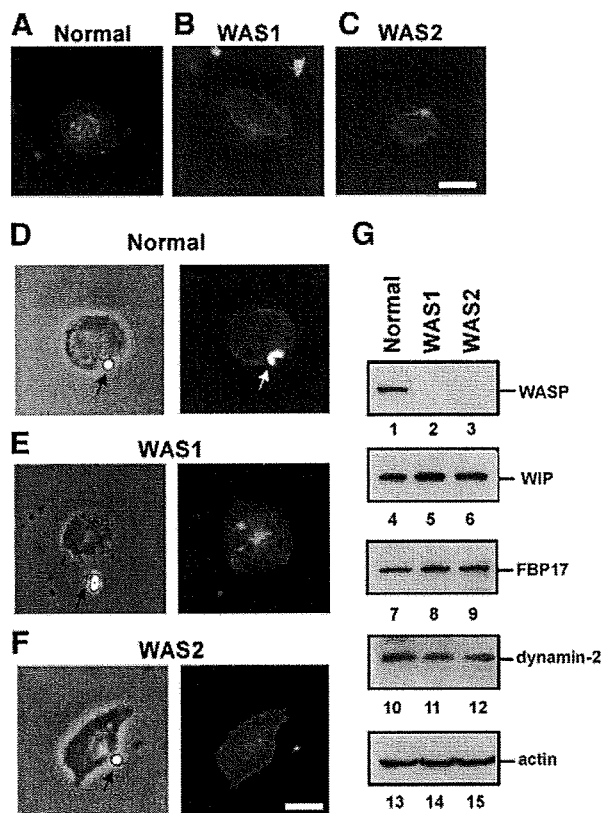 A Normal
B WAS1
C WAS2
D Normal
E WAS1
F WAS2
G
Normal WAS1 WAS2
WASP
1 2 3
WIP
4 5 6
FBP17
7 8 9
dynamin-2
10 11 12
actin
13 14 15